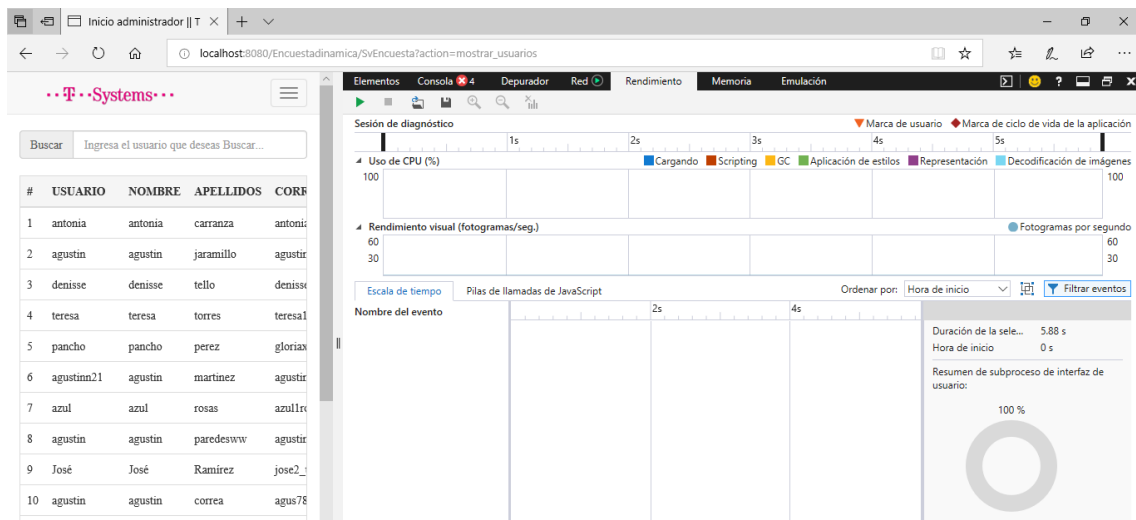 Inicio administrador || T
localhost:8080/Encuestadinamica/SvEncuesta?action=mostrar_usuarios
Elementos Consola 4 Depurador Red Rendimiento Memoria Emulación ?
··T··Systems···
Sesión de diagnóstico Marca de usuario Marca de ciclo de vida de la aplicación
1s 2s 3s 4s 5s
Buscar Ingresa el usuario que deseas Buscar...
Uso de CPU (%) Cargando Scripting GC Aplicación de estilos Representación Decodificación de imágenes
100 100
# USUARIO NOMBRE APELLIDOS CORR
1 antonia antonia carranza antonia
Rendimiento visual (fotogramas/seg.) Fotogramas por segundo
60 60
30 30
2 agustin agustin jaramillo agustin
3 denisse denisse tello denisse
Escala de tiempo Pilas de llamadas de JavaScript Ordenar por: Hora de inicio Filtrar eventos
Nombre del evento 2s 4s
4 teresa teresa torres teresa1
Duración de la sele... 5.88 s
Hora de inicio 0 s
5 pancho pancho perez gloriax
Resumen de subproceso de interfaz de
usuario:
6 agustinn21 agustin martinez agustin
7 azul azul rosas azul1ro
100 %
8 agustin agustin paredesww agustin
9 José José Ramírez jose2_
10 agustin agustin correa agus78